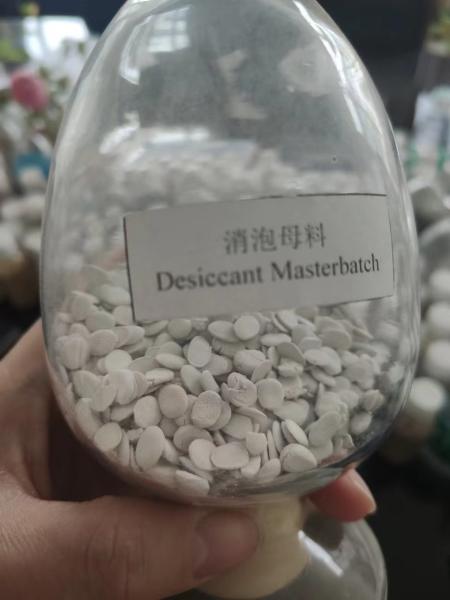 消泡母料
Desiccant Masterbatch